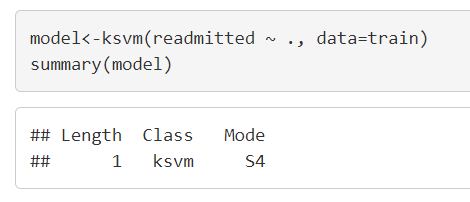 model<-ksvm(readmitted ~ ., data=train)
summary(model)
## Length  Class   Mode
##      1   ksvm     S4